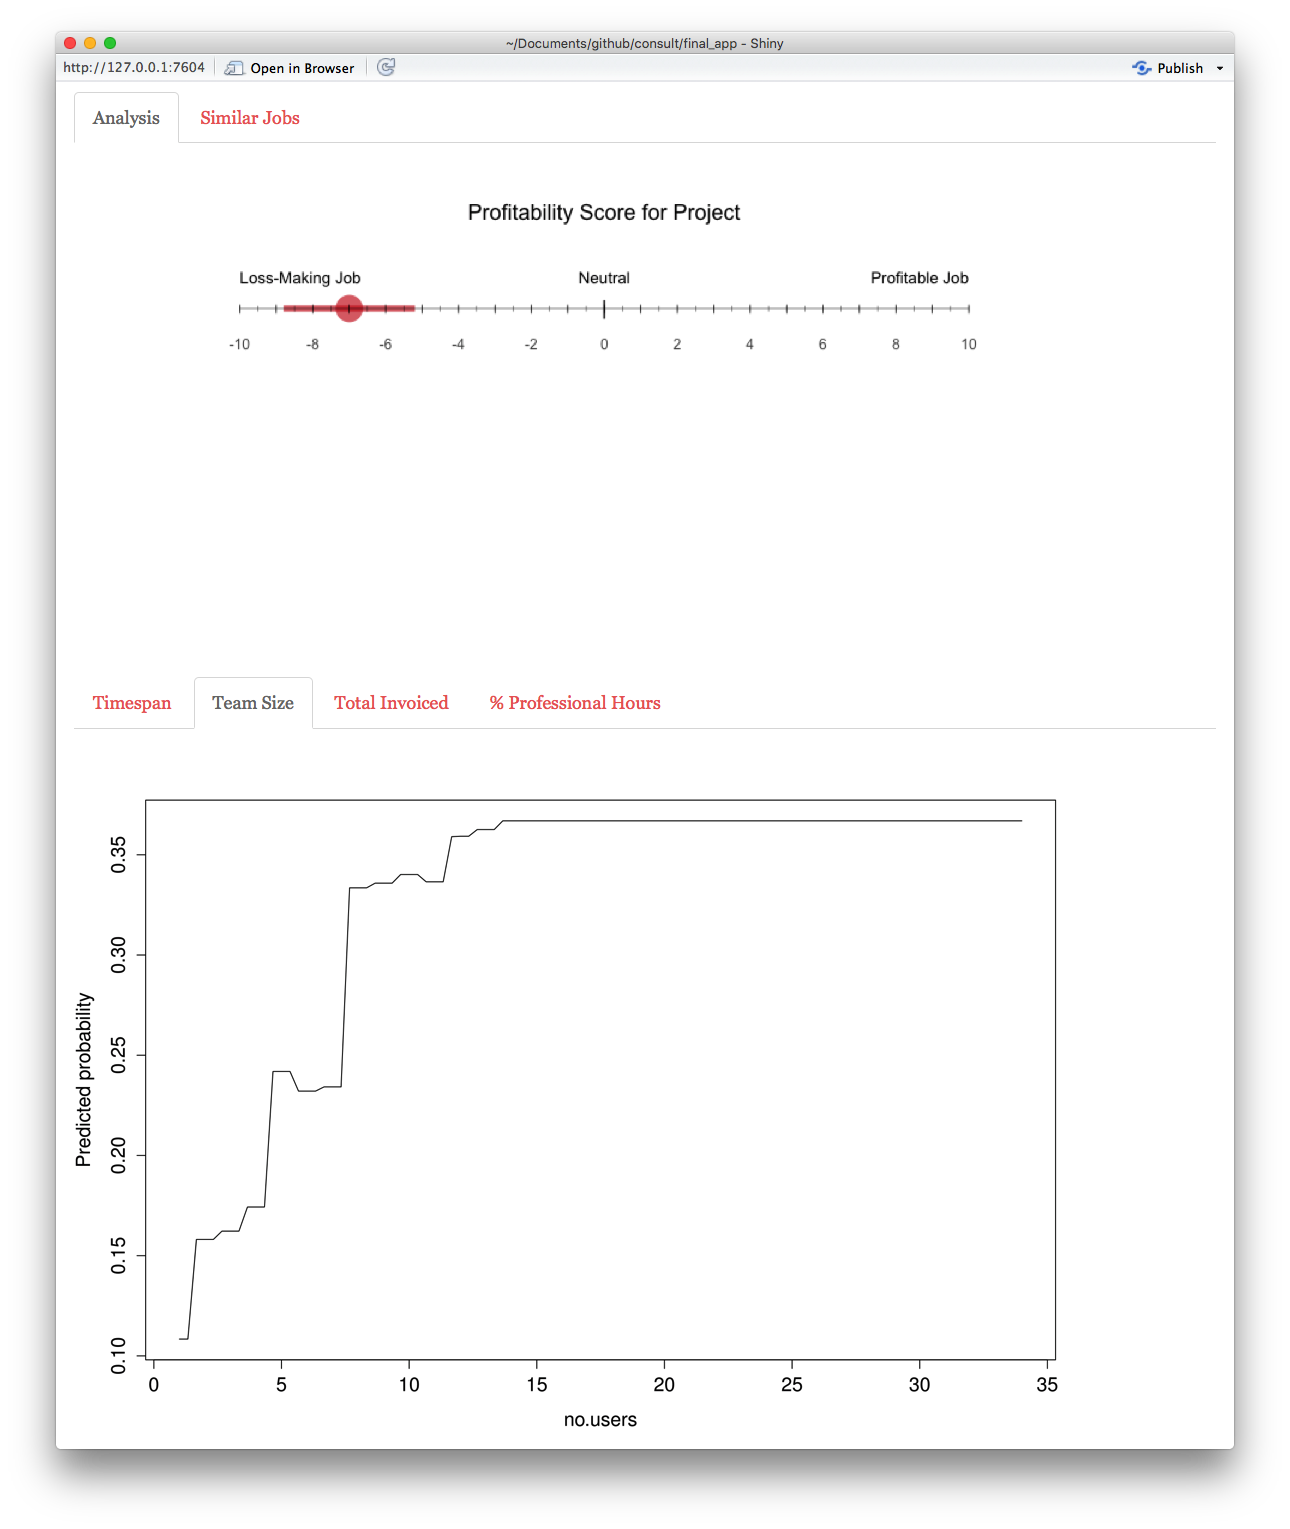 ~/Documents/github/consult/final_app - Shiny
http://127.0.0.1:7604 Open in Browser Publish
Analysis Similar Jobs
Profitability Score for Project
Loss-Making Job Neutral Profitable Job
-10 -8 -6 -4 -2 0 2 4 6 8 10
Timespan Team Size Total Invoiced % Professional Hours
Predicted probability
0.35
0.30
0.25
0.20
0.15
0.10
0 5 10 15 20 25 30 35
no.users